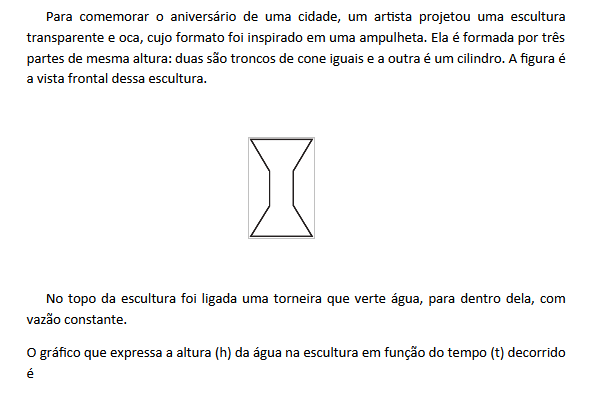 Para comemorar o aniversário de uma cidade, um artista projetou uma escultura
transparente e oca, cujo formato foi inspirado em uma ampulheta. Ela é formada por três
partes de mesma altura: duas são troncos de cone iguais e a outra é um cilindro. A figura é
a vista frontal dessa escultura.
No topo da escultura foi ligada uma torneira que verte água, para dentro dela, com
vazão constante.
O gráfico que expressa a altura (h) da água na escultura em função do tempo (t) decorrido
é